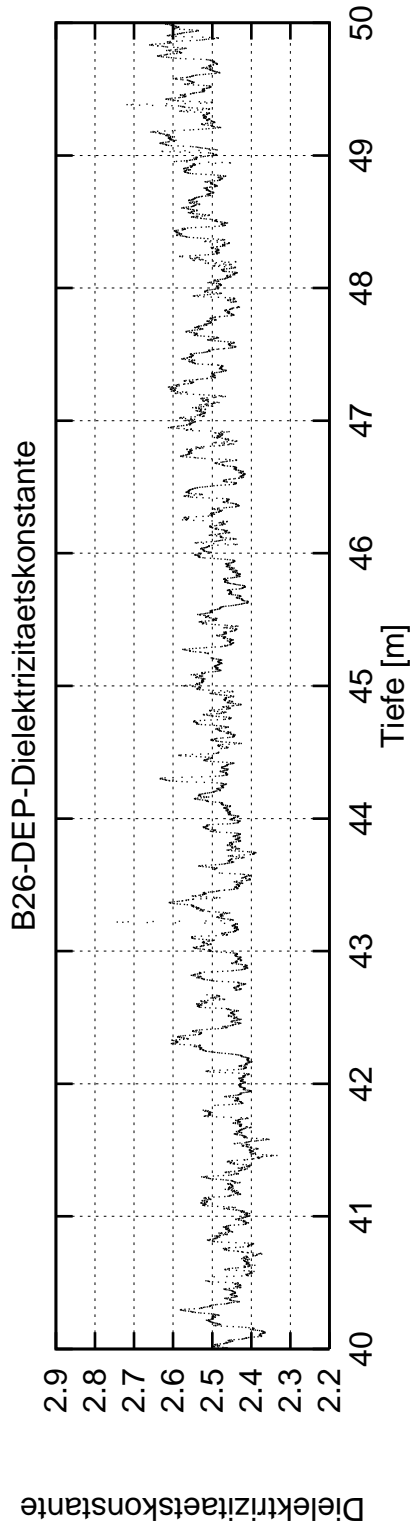 B26-DEP-Dielektrizitaetskonstante
Dielektrizitaetskonstante
2.9
2.8
2.7
2.6
2.5
2.4
2.3
2.2
40 41 42 43 44 45 46 47 48 49 50
Tiefe [m]